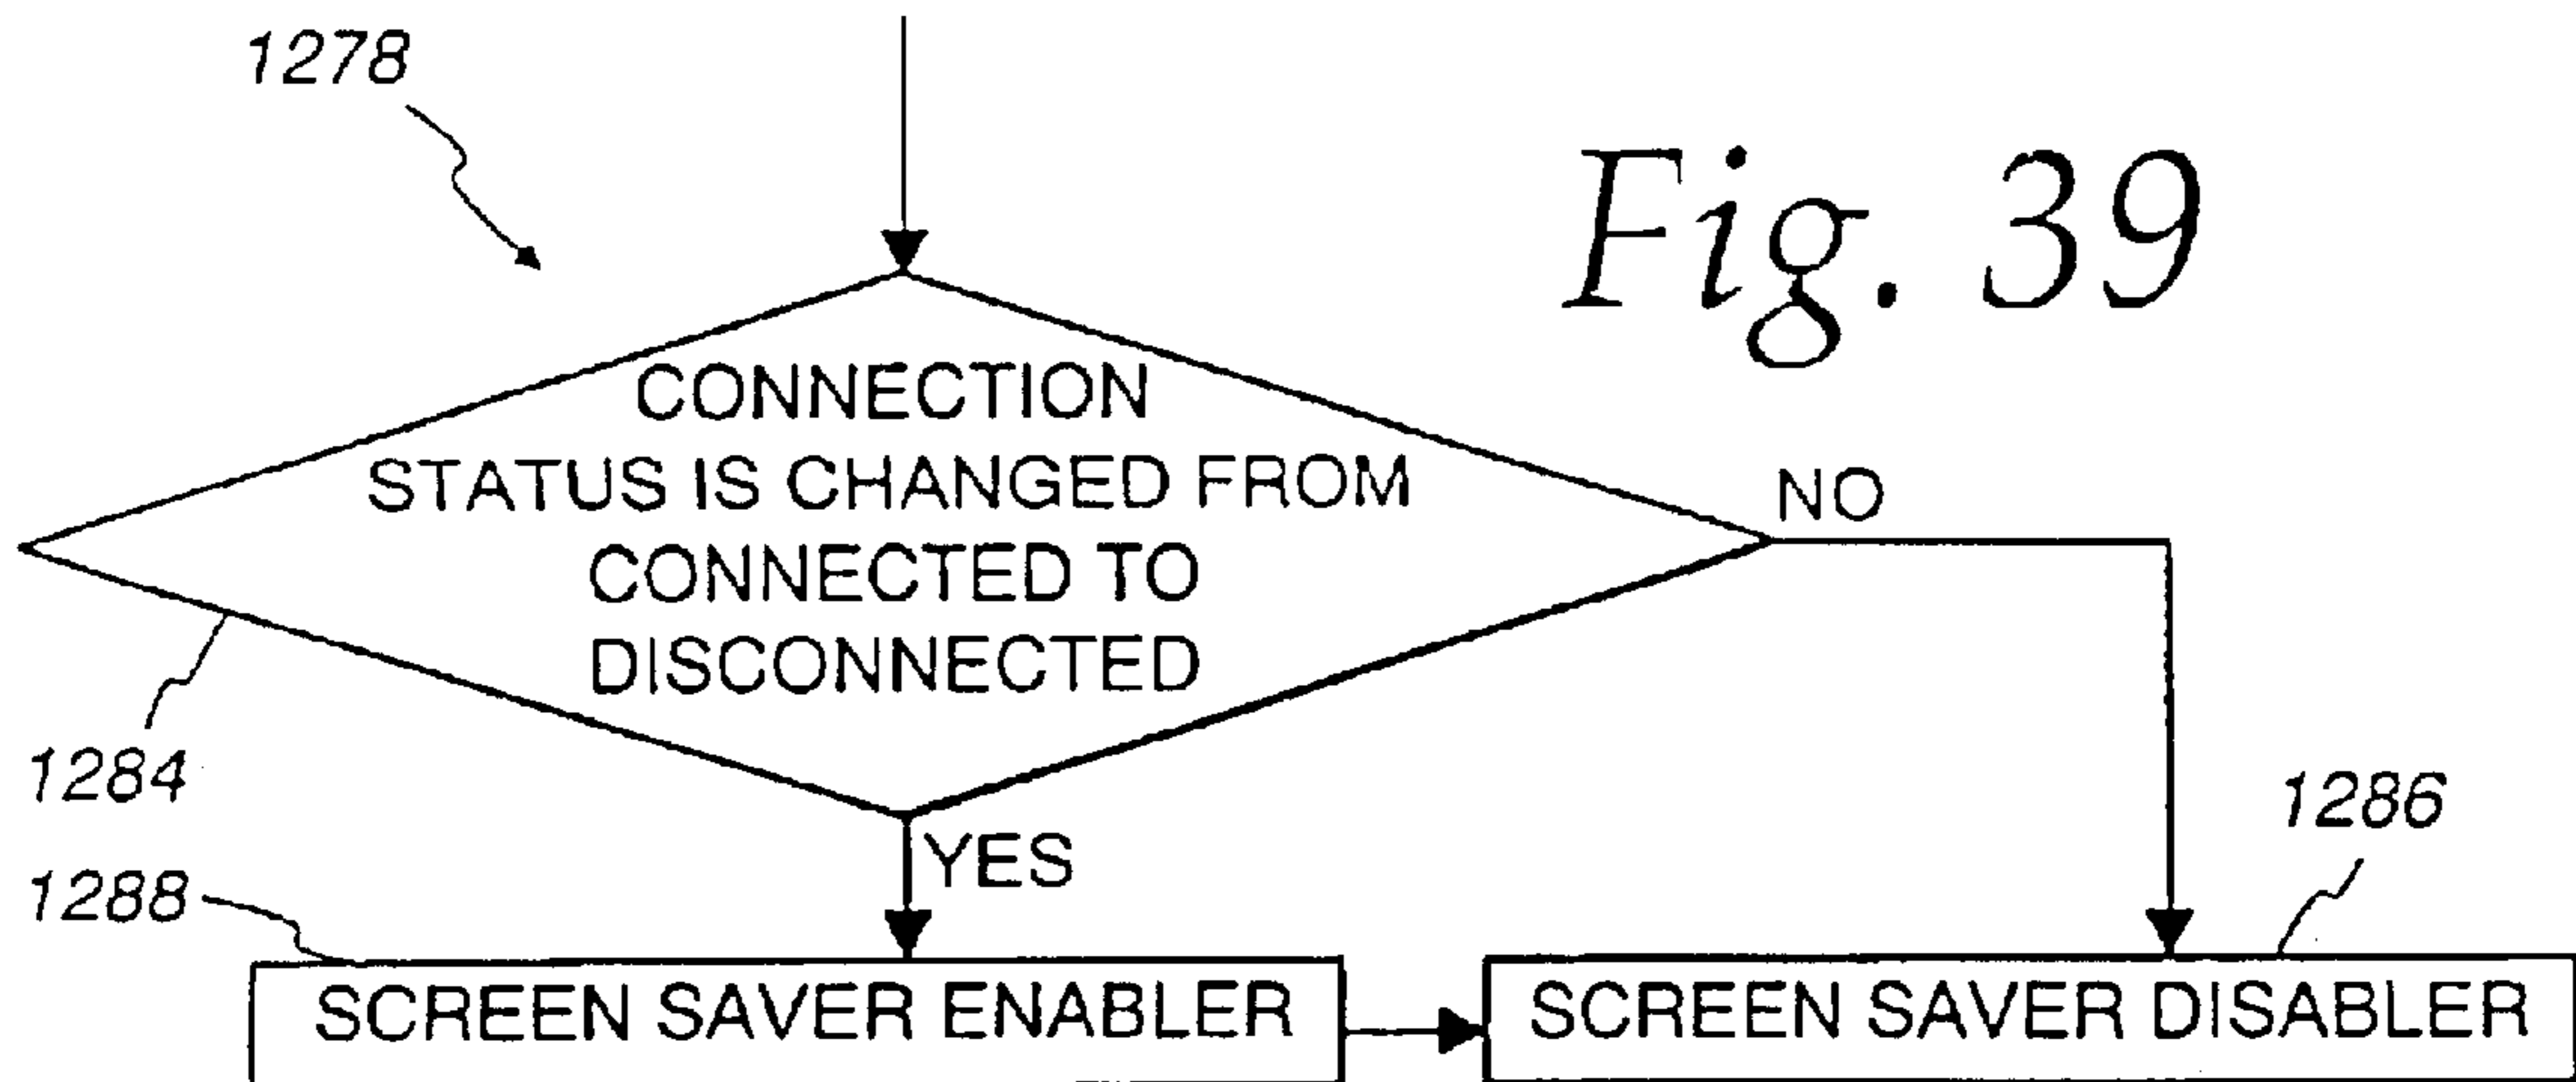 1278
Fig. 39
CONNECTION
STATUS IS CHANGED FROM
CONNECTED TO
DISCONNECTED
NO
1284
YES
1286
1288
SCREEN SAVER ENABLER
SCREEN SAVER DISABLER